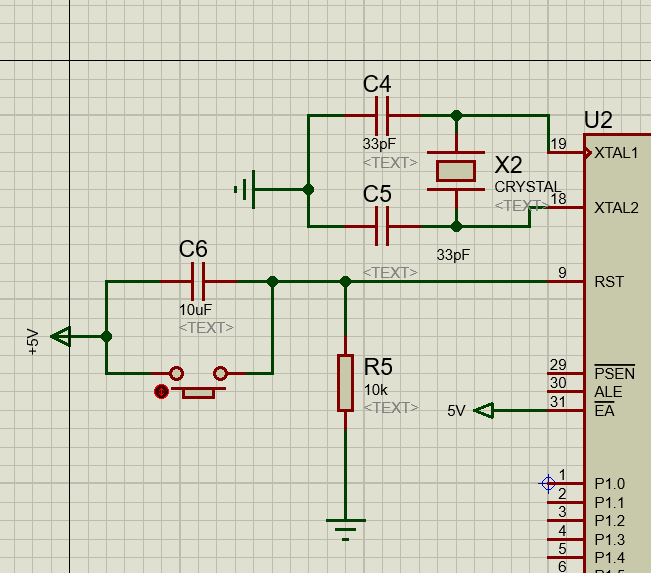 C4
33pF
<TEXT>
U2
19
XTAL1
X2
CRYSTAL
<TEXT>
C5
18
XTAL2
33pF
<TEXT>
C6
10uF
<TEXT>
9
RST
+5V
R5
10k
<TEXT>
29
PSEN
30
ALE
31
EA
5V
1
P1.0
2
P1.1
3
P1.2
4
P1.3
5
P1.4
6